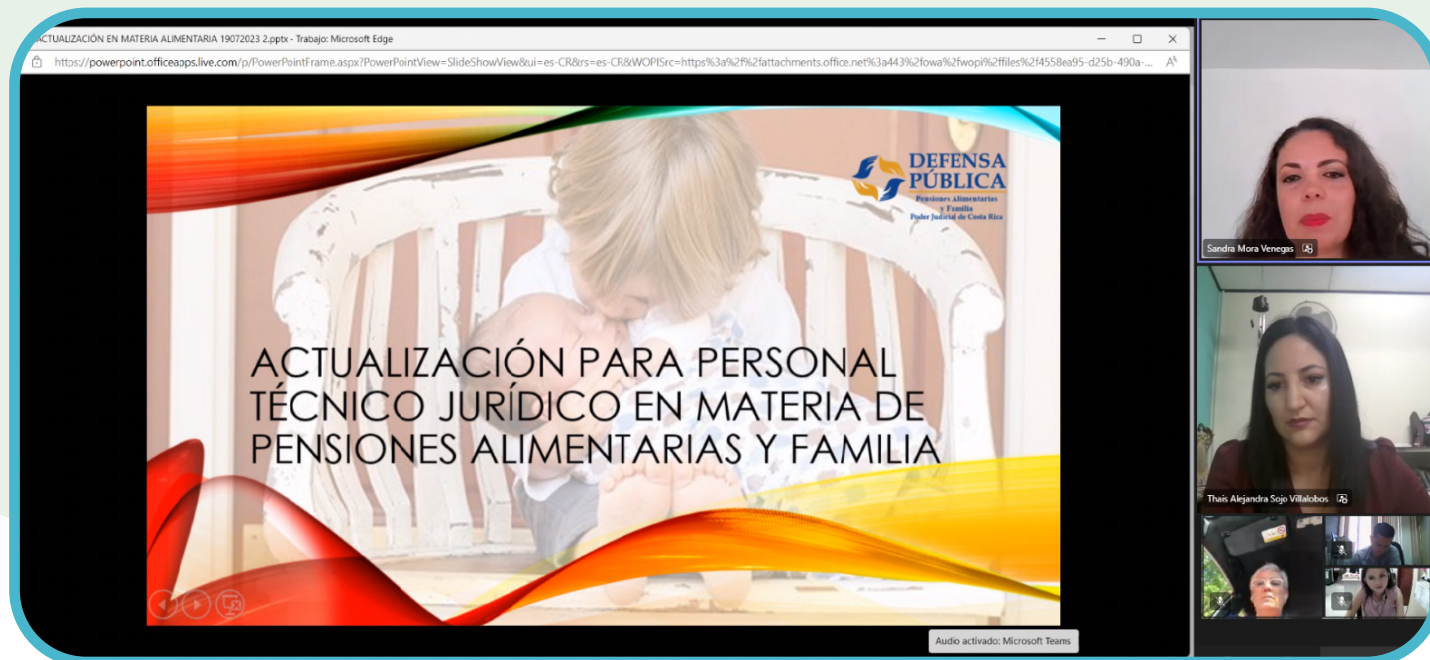 ACTUALIZACIÓN EN MATERIA ALIMENTARIA 19072023 2.pptx - Trabajo: Microsoft Edge
https://powerpoint.officeapps.live.com/p/PowerPointFrame.aspx?PowerPointView=SlideShowView&ui=es-CR&rs=es-CR&WOPISrc=https%3a%2f%2fattachments.office.net%3a443%2fowa%2fwopi%2ffiles%2f4558ea95-d25b-490a-...
DEFENSA
PÚBLICA
Pensiones Alimentarias
y Familia
Poder Judicial de Costa Rica
ACTUALIZACIÓN PARA PERSONAL
TÉCNICO JURÍDICO EN MATERIA DE
PENSIONES ALIMENTARIAS Y FAMILIA
Audio activado: Microsoft Teams
Sandra Mora Venegas
Thais Alejandra Sojo Villalobos